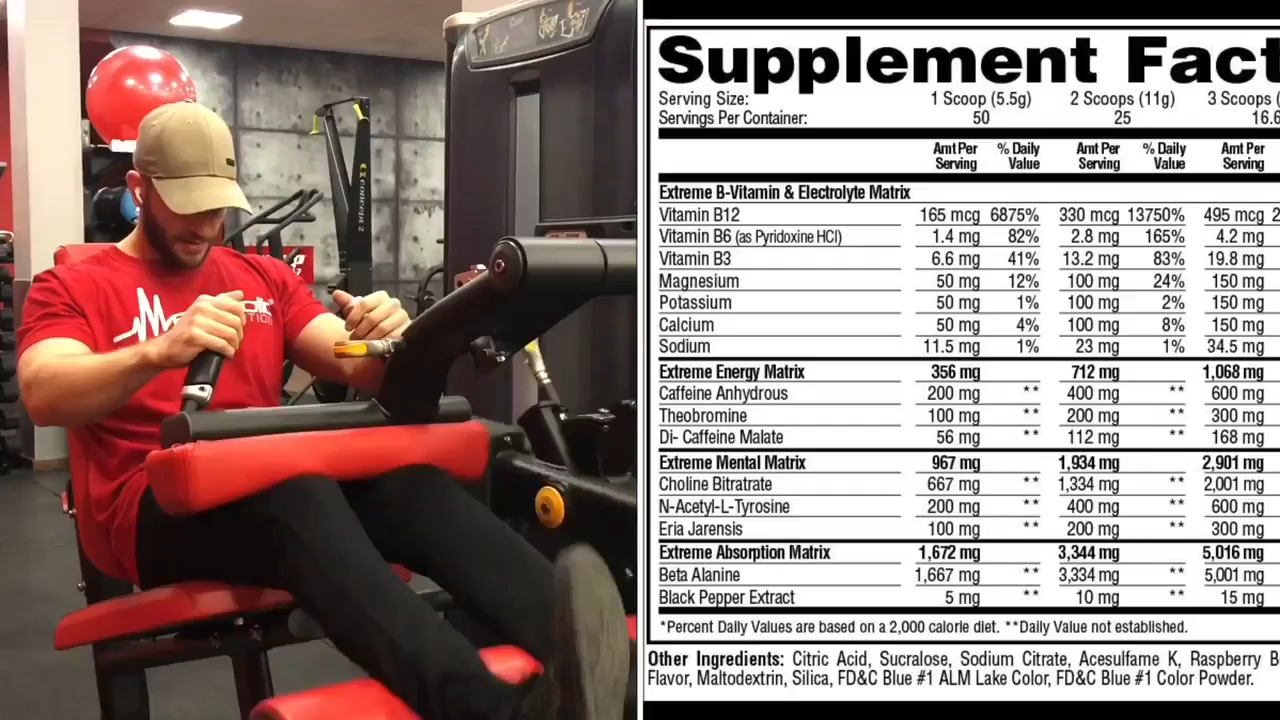 CONCEPT 2
Supplement Fact
Serving Size: 1 Scoop (5.5g) 2 Scoops (11g) 3 Scoops (
Servings Per Container: 50 25 16.6
Amt Per Serving % Daily Value Amt Per Serving % Daily Value Amt Per Serving
Extreme B-Vitamin & Electrolyte Matrix
Vitamin B12 165 mcg 6875% 330 mcg 13750% 495 mcg 2
Vitamin B6 (as Pyridoxine HCl) 1.4 mg 82% 2.8 mg 165% 4.2 mg
Vitamin B3 6.6 mg 41% 13.2 mg 83% 19.8 mg
Magnesium 50 mg 12% 100 mg 24% 150 mg
Potassium 50 mg 1% 100 mg 2% 150 mg
Calcium 50 mg 4% 100 mg 8% 150 mg
Sodium 11.5 mg 1% 23 mg 1% 34.5 mg
Extreme Energy Matrix 356 mg 712 mg 1,068 mg
Caffeine Anhydrous 200 mg ** 400 mg ** 600 mg
Theobromine 100 mg ** 200 mg ** 300 mg
Di- Caffeine Malate 56 mg ** 112 mg ** 168 mg
Extreme Mental Matrix 967 mg 1,934 mg 2,901 mg
Choline Bitratrate 667 mg ** 1,334 mg ** 2,001 mg
N-Acetyl-L-Tyrosine 200 mg ** 400 mg ** 600 mg
Eria Jarensis 100 mg ** 200 mg ** 300 mg
Extreme Absorption Matrix 1,672 mg 3,344 mg 5,016 mg
Beta Alanine 1,667 mg ** 3,334 mg ** 5,001 mg
Black Pepper Extract 5 mg ** 10 mg ** 15 mg
*Percent Daily Values are based on a 2,000 calorie diet. **Daily Value not established.
Other Ingredients: Citric Acid, Sucralose, Sodium Citrate, Acesulfame K, Raspberry B
Flavor, Maltodextrin, Silica, FD&C Blue #1 ALM Lake Color, FD&C Blue #1 Color Powder.